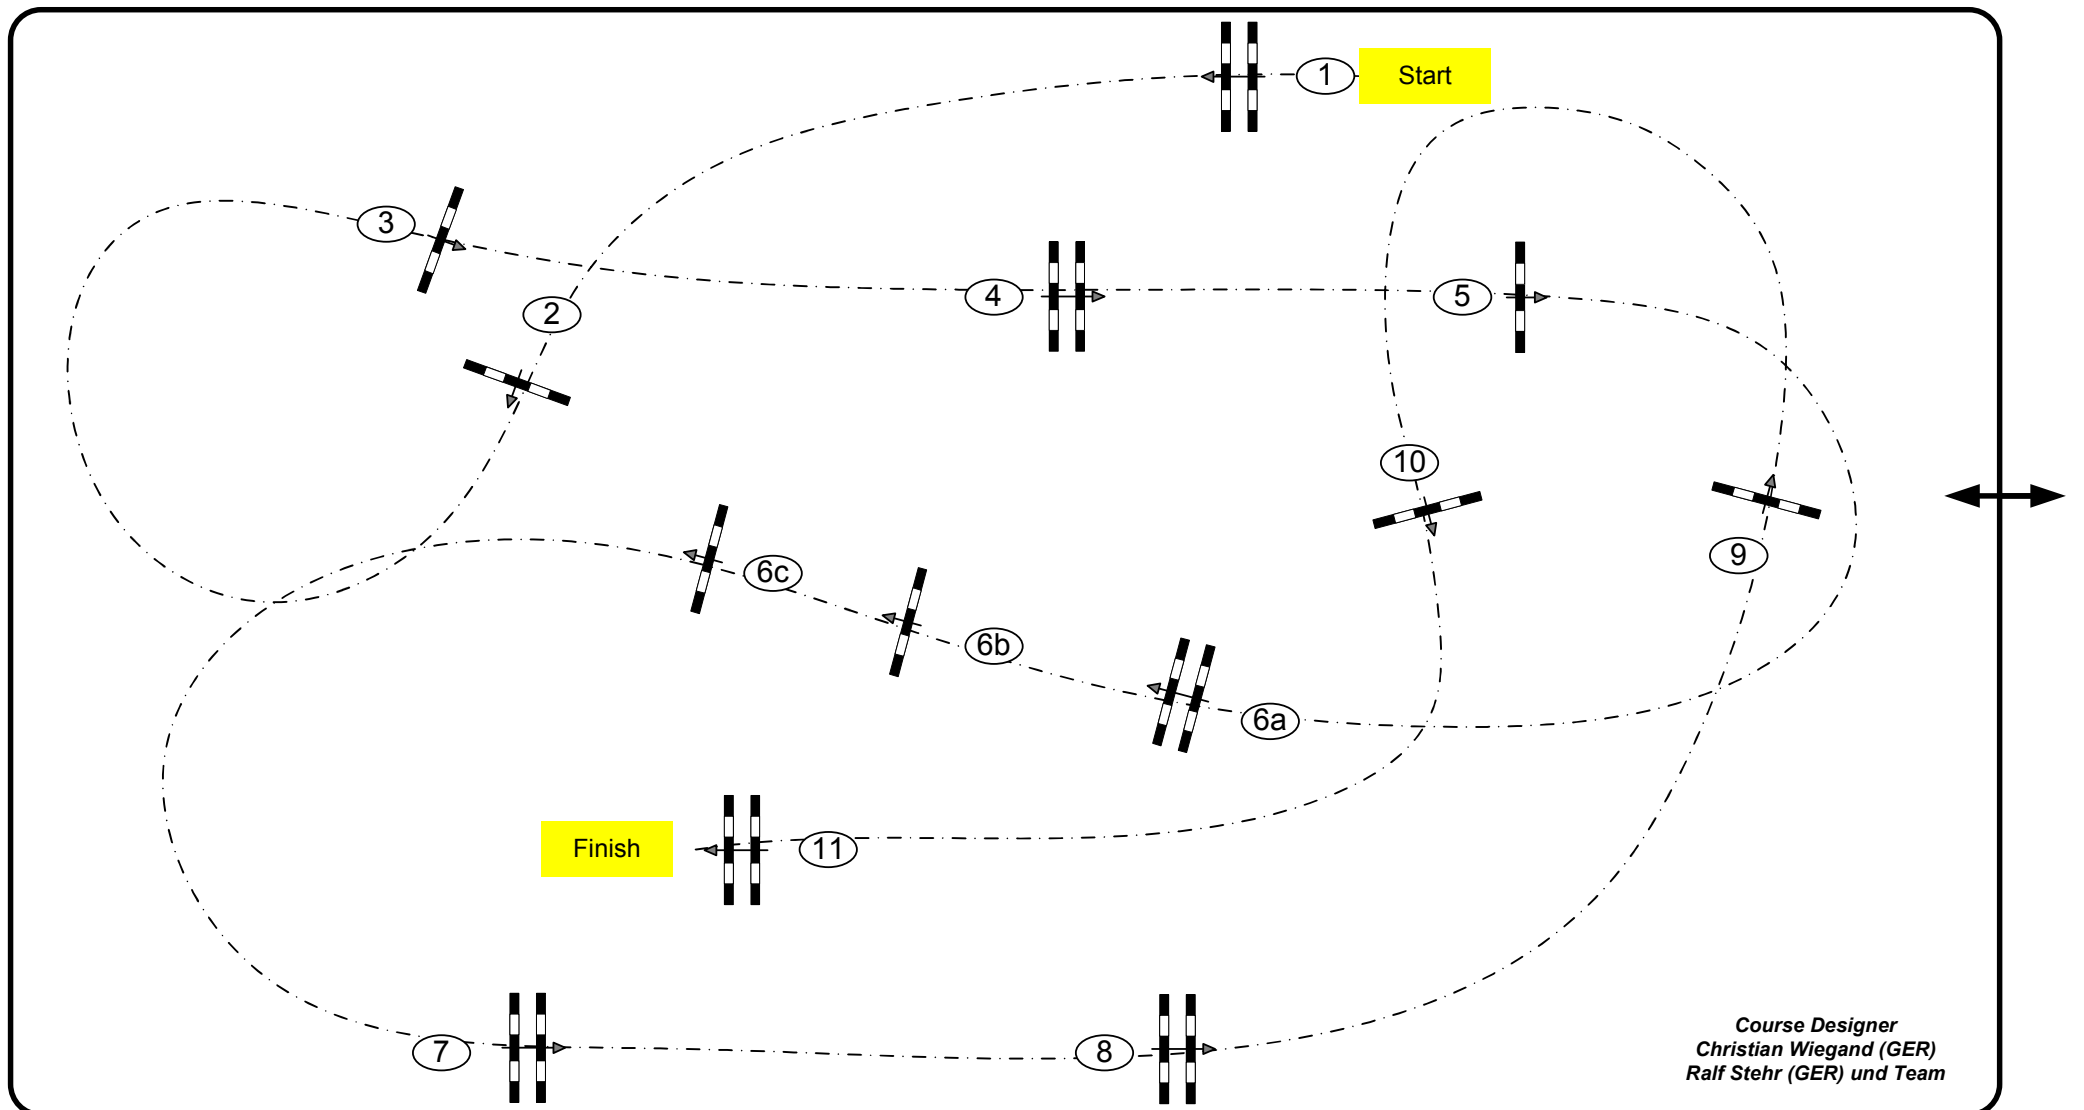 1
Start
3
2
4
5
10
9
6c
6b
6a
11
Finish
7
8
Course Designer
Christian Wiegand (GER)
Ralf Stehr (GER) und Team